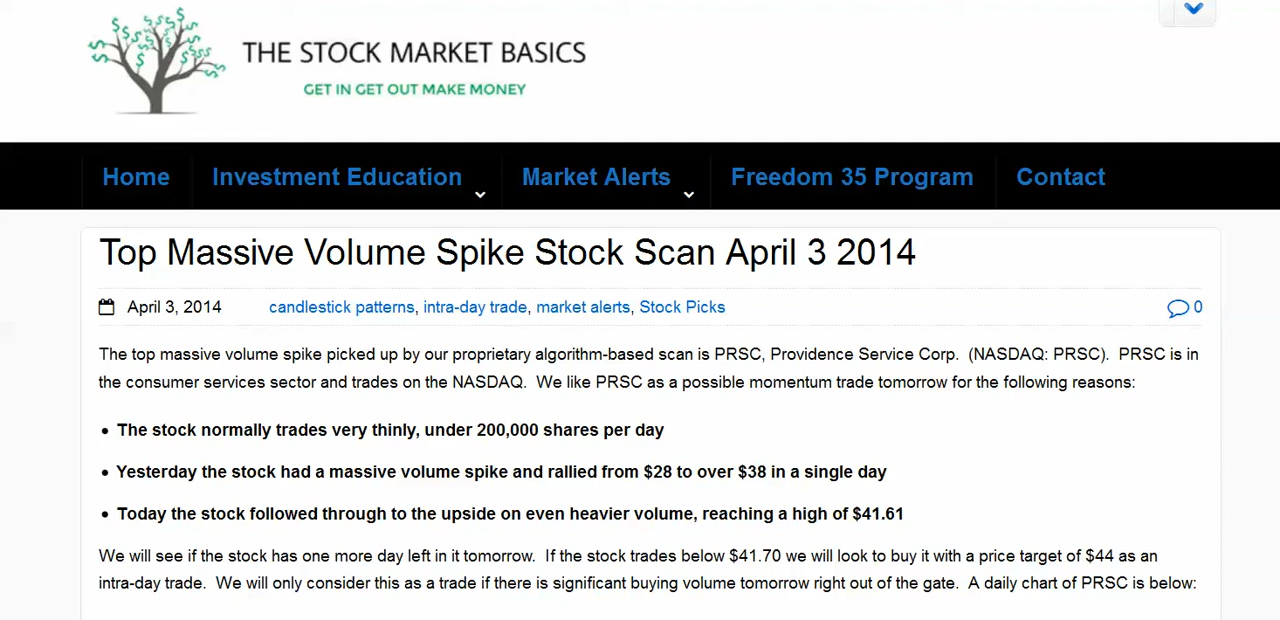 THE STOCK MARKET BASICS
GET IN GET OUT MAKE MONEY
Home Investment Education Market Alerts Freedom 35 Program Contact
Top Massive Volume Spike Stock Scan April 3 2014
April 3, 2014 candlestick patterns, intra-day trade, market alerts, Stock Picks 0
The top massive volume spike picked up by our proprietary algorithm-based scan is PRSC, Providence Service Corp. (NASDAQ: PRSC). PRSC is in
the consumer services sector and trades on the NASDAQ. We like PRSC as a possible momentum trade tomorrow for the following reasons:
• The stock normally trades very thinly, under 200,000 shares per day
• Yesterday the stock had a massive volume spike and rallied from $28 to over $38 in a single day
• Today the stock followed through to the upside on even heavier volume, reaching a high of $41.61
We will see if the stock has one more day left in it tomorrow. If the stock trades below $41.70 we will look to buy it with a price target of $44 as an
intra-day trade. We will only consider this as a trade if there is significant buying volume tomorrow right out of the gate. A daily chart of PRSC is below: